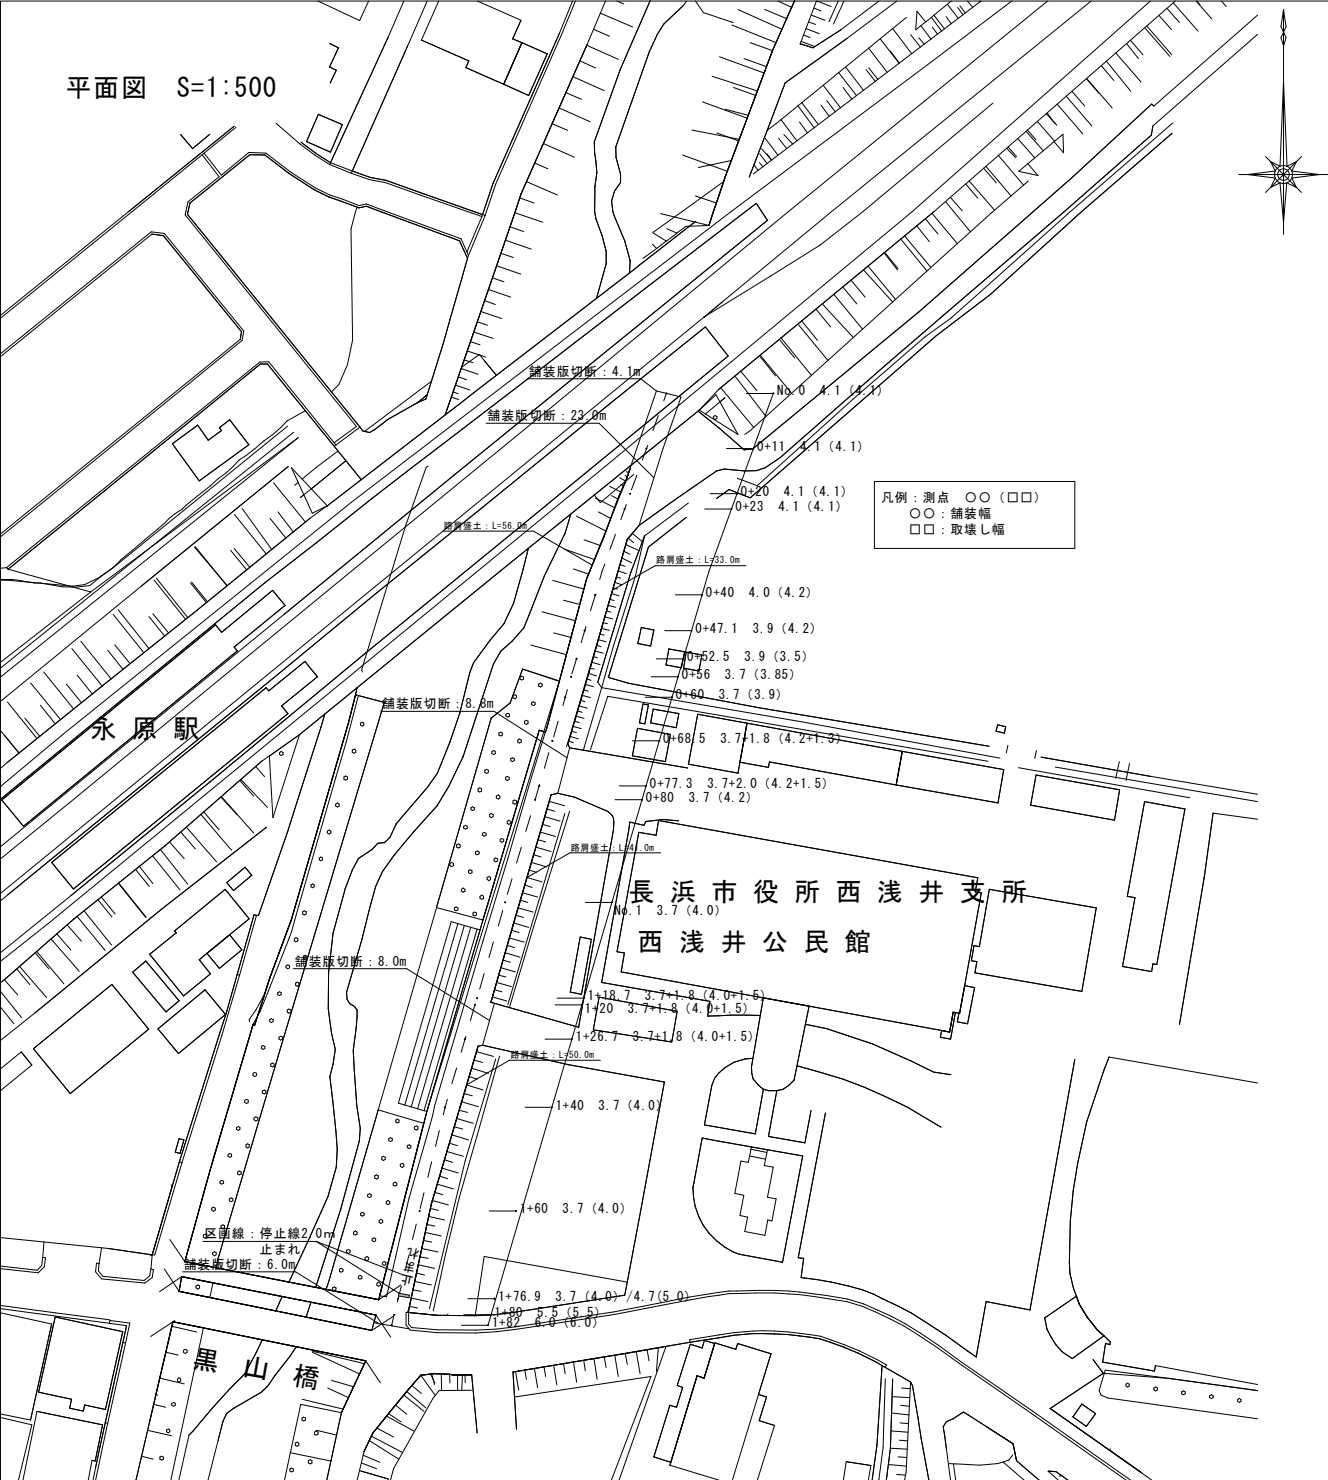 平面図 S=1:500
舗装版切断:4.1m
No.0 4.1(4.1)
舗装版切断:23.0m
0+11 4.1(4.1)
0+20 4.1(4.1)
0+23 4.1(4.1)
凡例:測点 ○○(□□)
○○:舗装幅
□□:取壊し幅
路肩盛土:L=56.0m
路肩盛土:L=33.0m
0+40 4.0(4.2)
0+47.1 3.9(4.2)
0+52.5 3.9(3.5)
0+56 3.7(3.85)
0+60 3.7(3.9)
舗装版切断:8.8m
永原駅
0+68.5 3.7+1.8(4.2+1.3)
0+77.3 3.7+2.0(4.2+1.5)
0+80 3.7(4.2)
長浜市役所西浅井支所
No.1 3.7(4.0)
西浅井公民館
舗装版切断:8.0m
1+18.7 3.7+1.8(4.0+1.5)
1+20 3.7+1.8(4.0+1.5)
1+26.7 3.7+1.8(4.0+1.5)
路肩盛土:L=50.0m
1+40 3.7(4.0)
1+60 3.7(4.0)
区画線:停止線2.0m
止まれ
舗装版切断:6.0m
1+76.9 3.7(4.0)/4.7(5.0)
1+80 5.5(5.5)
1+82 6.0(6.0)
黒山橋